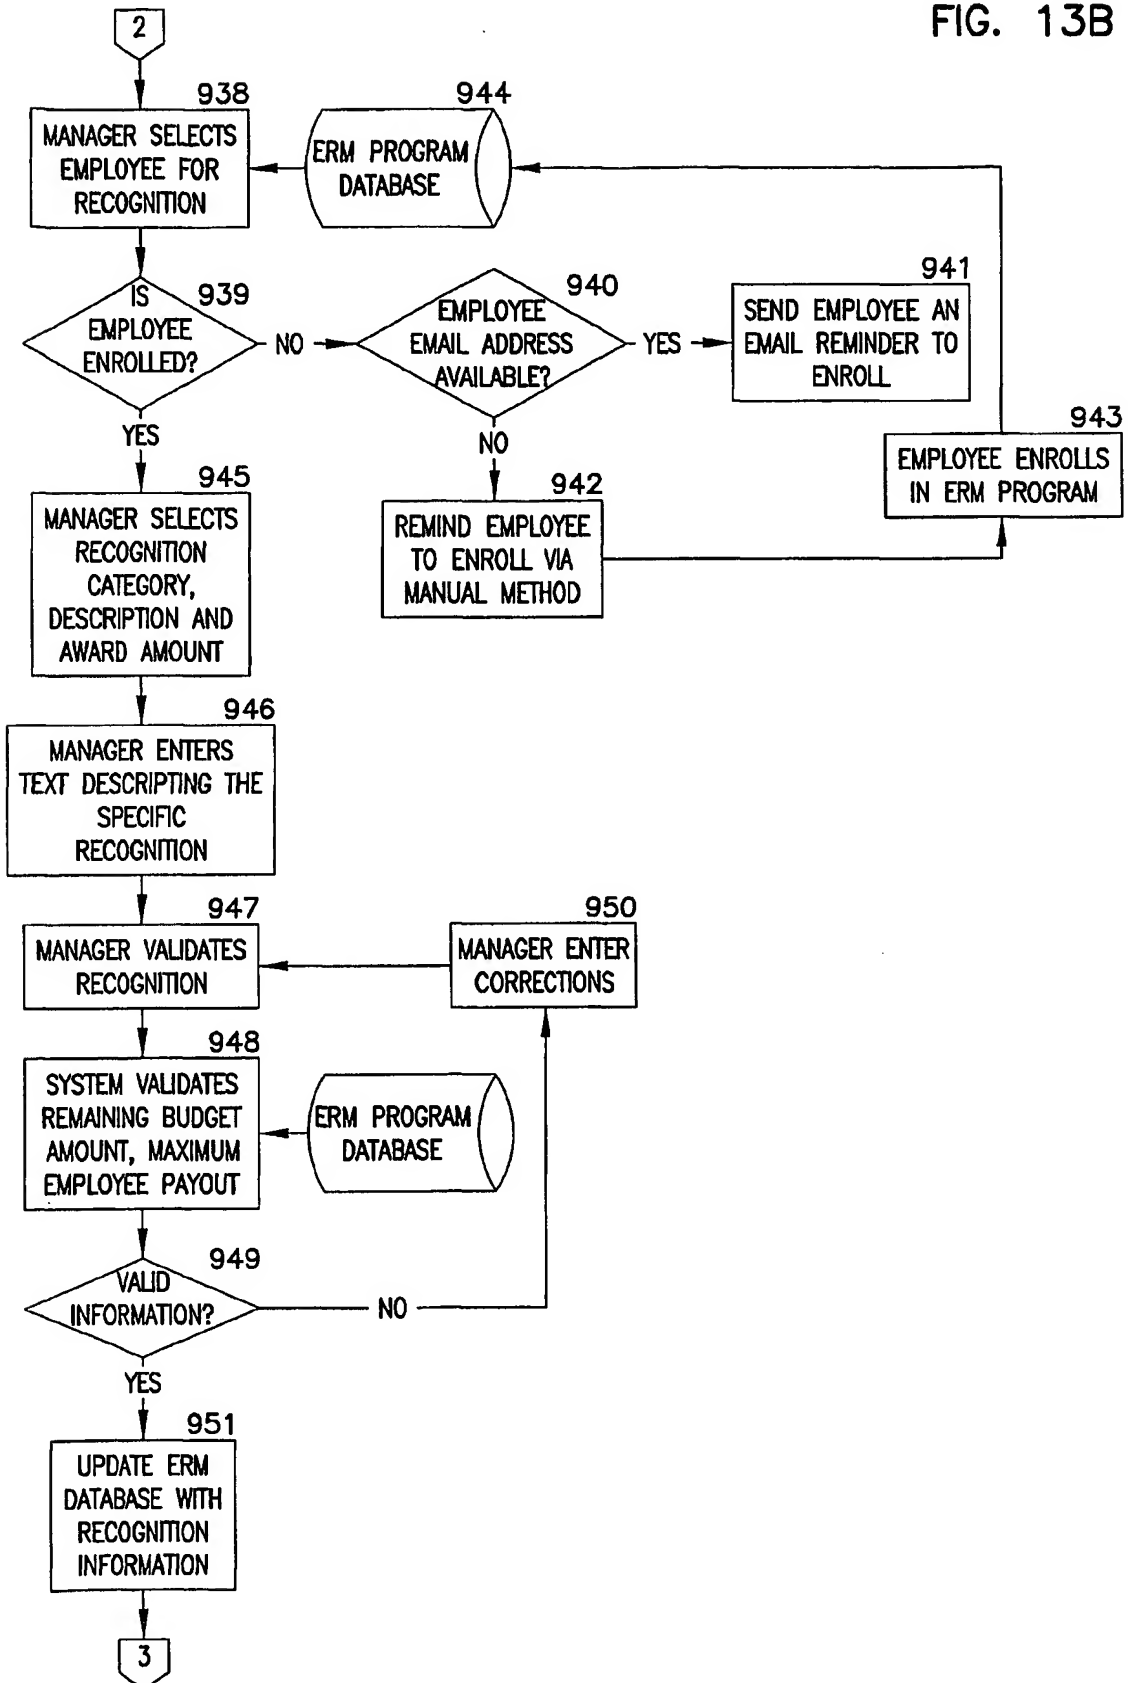 FIG. 13B
2
938
MANAGER SELECTS
EMPLOYEE FOR
RECOGNITION
944
ERM PROGRAM
DATABASE
IS
EMPLOYEE
ENROLLED?
939
NO
EMPLOYEE
EMAIL ADDRESS
AVAILABLE?
940
YES
941
SEND EMPLOYEE AN
EMAIL REMINDER TO
ENROLL
943
EMPLOYEE ENROLLS
IN ERM PROGRAM
NO
942
REMIND EMPLOYEE
TO ENROLL VIA
MANUAL METHOD
YES
945
MANAGER SELECTS
RECOGNITION
CATEGORY,
DESCRIPTION AND
AWARD AMOUNT
946
MANAGER ENTERS
TEXT DESCRIPTING THE
SPECIFIC
RECOGNITION
947
MANAGER VALIDATES
RECOGNITION
950
MANAGER ENTER
CORRECTIONS
948
SYSTEM VALIDATES
REMAINING BUDGET
AMOUNT, MAXIMUM
EMPLOYEE PAYOUT
ERM PROGRAM
DATABASE
949
VALID
INFORMATION?
NO
YES
951
UPDATE ERM
DATABASE WITH
RECOGNITION
INFORMATION
3